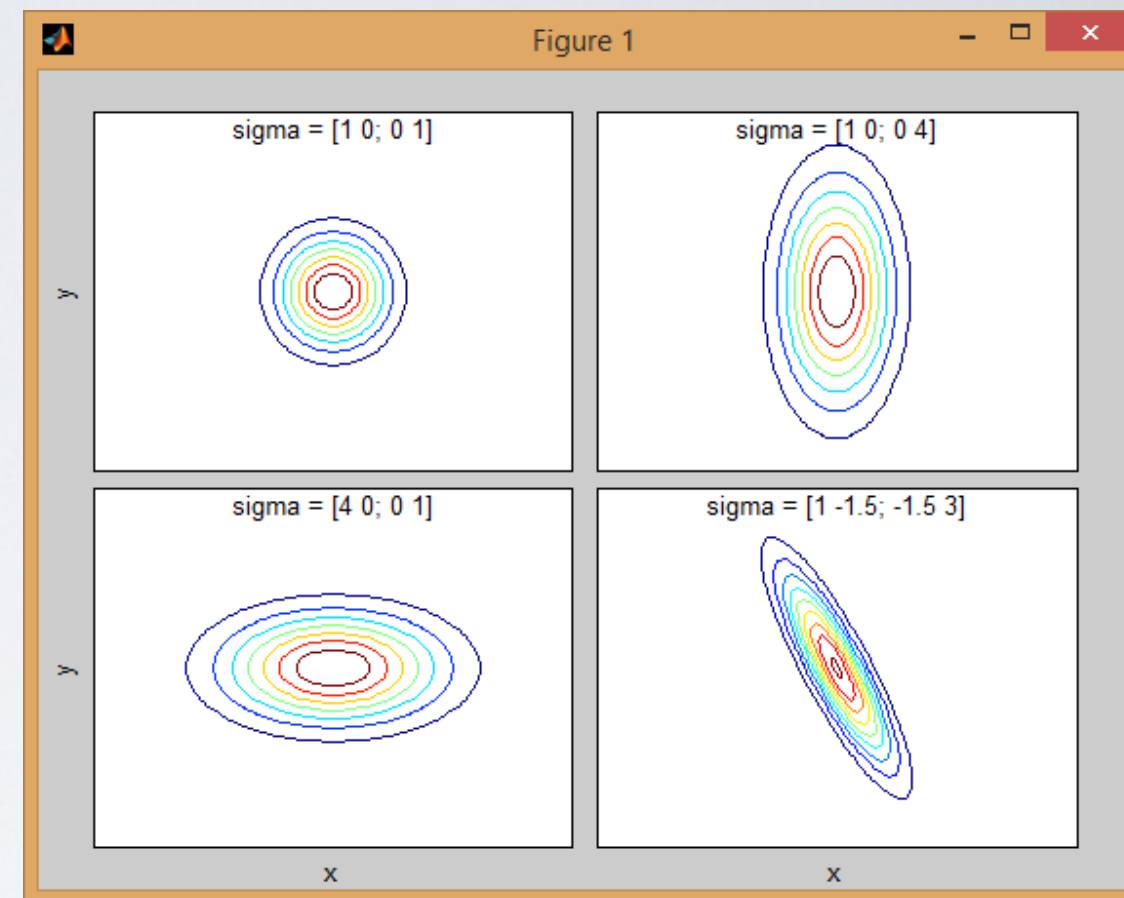 Figure 1
sigma = [1 0; 0 1]
sigma = [1 0; 0 4]
y
sigma = [4 0; 0 1]
sigma = [1 -1.5; -1.5 3]
y
x
x